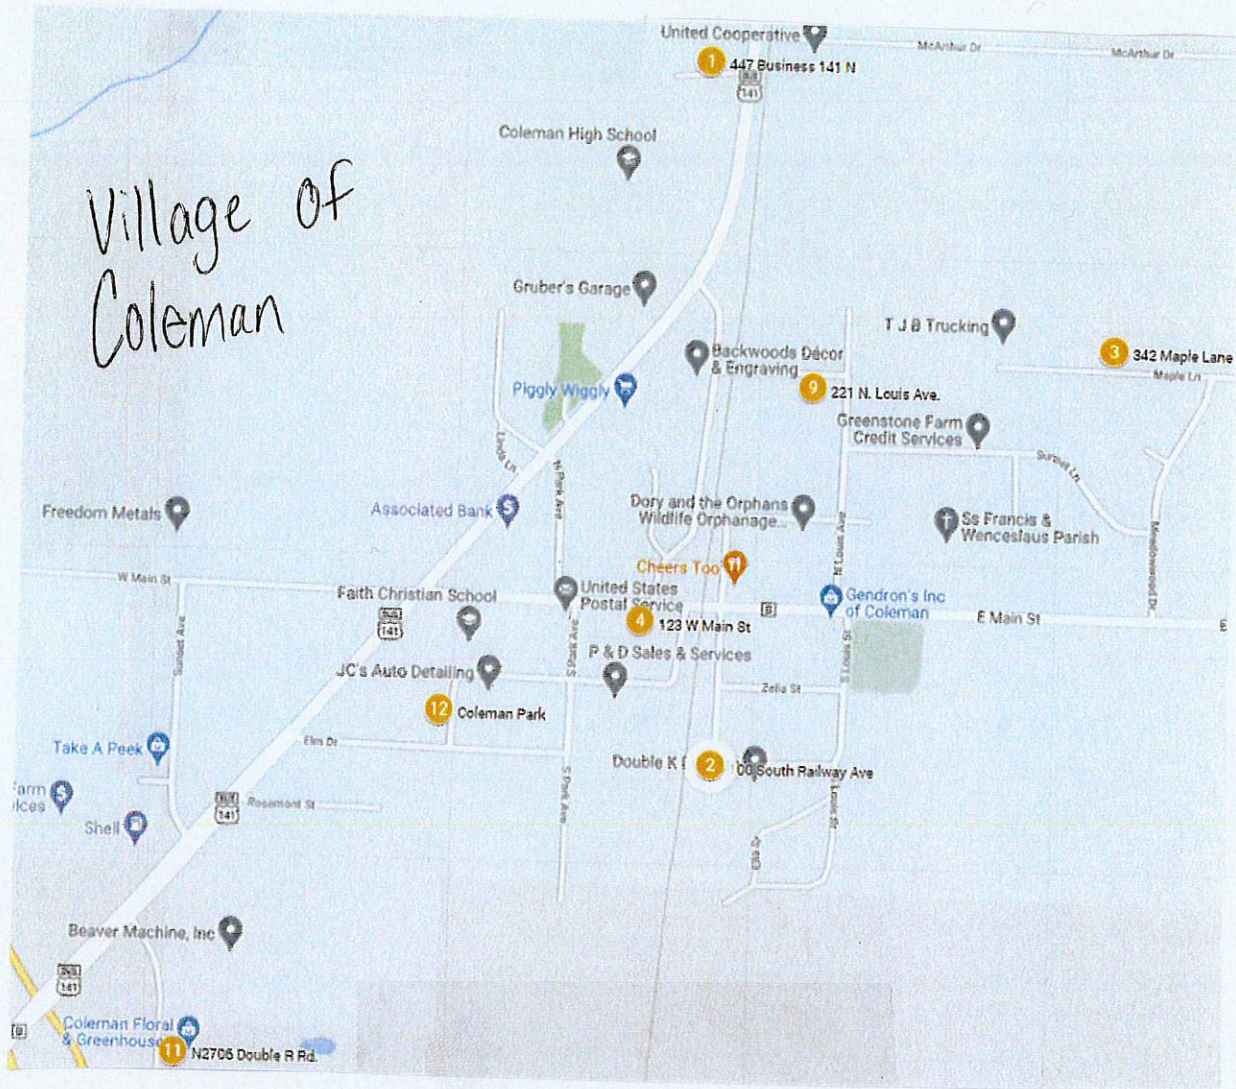 United Cooperative
McArthur Dr
McArthur Dr
1
447 Business 141 N
141
Coleman High School
Village of
Coleman
Gruber's Garage
T J B Trucking
Backwoods Décor
& Engraving
3
342 Maple Lane
Maple Ln
Piggly Wiggly
9
221 N. Louis Ave.
Greenstone Farm
Credit Services
Linda Ln
N Park Ave
Sunset Ln
Freedom Metals
Associated Bank
Dory and the Orphans
Wildlife Orphanage...
N Louis Ave
Ss Francis &
Wenceslaus Parish
Meadowwood Dr
Cheers Too
W Main St
Faith Christian School
United States
Postal Service
Gendron's Inc
of Coleman
B
E Main St
141
4
123 W Main St
Sunset Ave
S Park Ave
S Louis St
P & D Sales & Services
JC's Auto Detailing
Zelia St
12
Coleman Park
Elm Dr
Take A Peek
Double K
2
00 South Railway Ave
S Park Ave
Louis St
arm
ices
141
Rosemont St
Shell
Beaver Machine, Inc
141
B
Coleman Floral
& Greenhouse
11
N2706 Double R Rd.